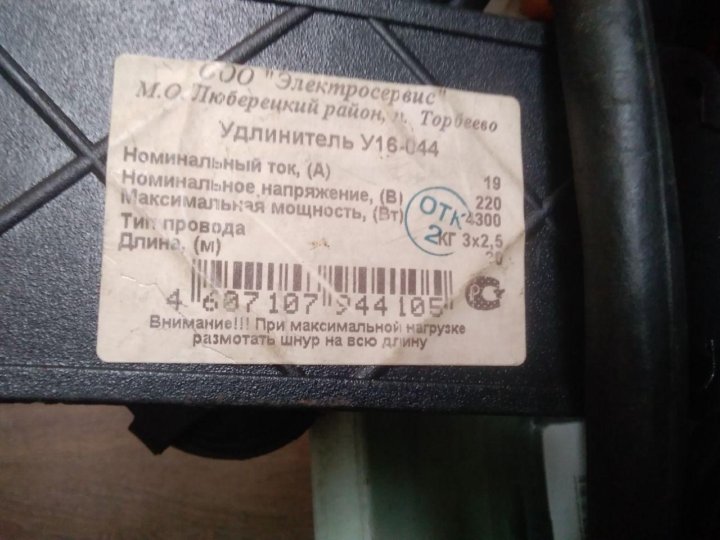 ООО "Электросервис"
М.О. Люберецкий район, п. Торбеево
Удлинитель У16-044
Номинальный ток, (А) 19
Номинальное напряжение, (В) 220
Максимальная мощность, (Вт) 4300
Тип провода КГ 3х2,5
Длина, (м)
ОТК
2
4 607107 944105
Внимание!!! При максимальной нагрузке
размотать шнур на всю длину